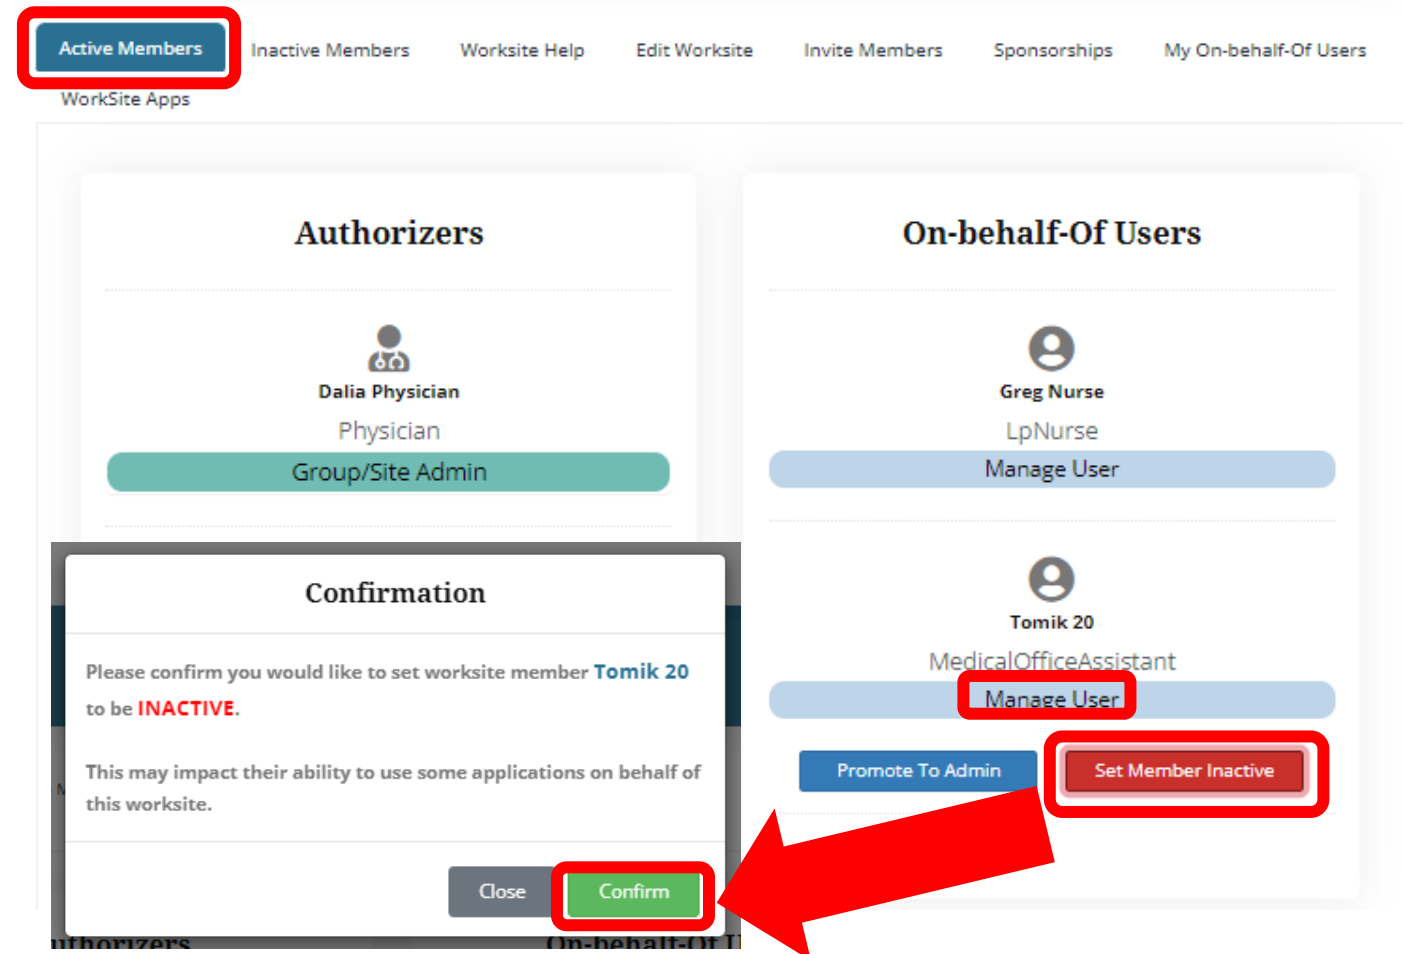 Active Members
Inactive Members
Worksite Help
Edit Worksite
Invite Members
Sponsorships
My On-behalf-Of Users
WorkSite Apps
Authorizers
Dalia Physician
Physician
Group/Site Admin
On-behalf-Of Users
Greg Nurse
LpNurse
Manage User
Tomik 20
MedicalOfficeAssistant
Manage User
Promote To Admin
Set Member Inactive
Confirmation
Please confirm you would like to set worksite member Tomik 20
to be INACTIVE.
This may impact their ability to use some applications on behalf of
this worksite.
Close
Confirm
uthorizers
On-behalf-Of